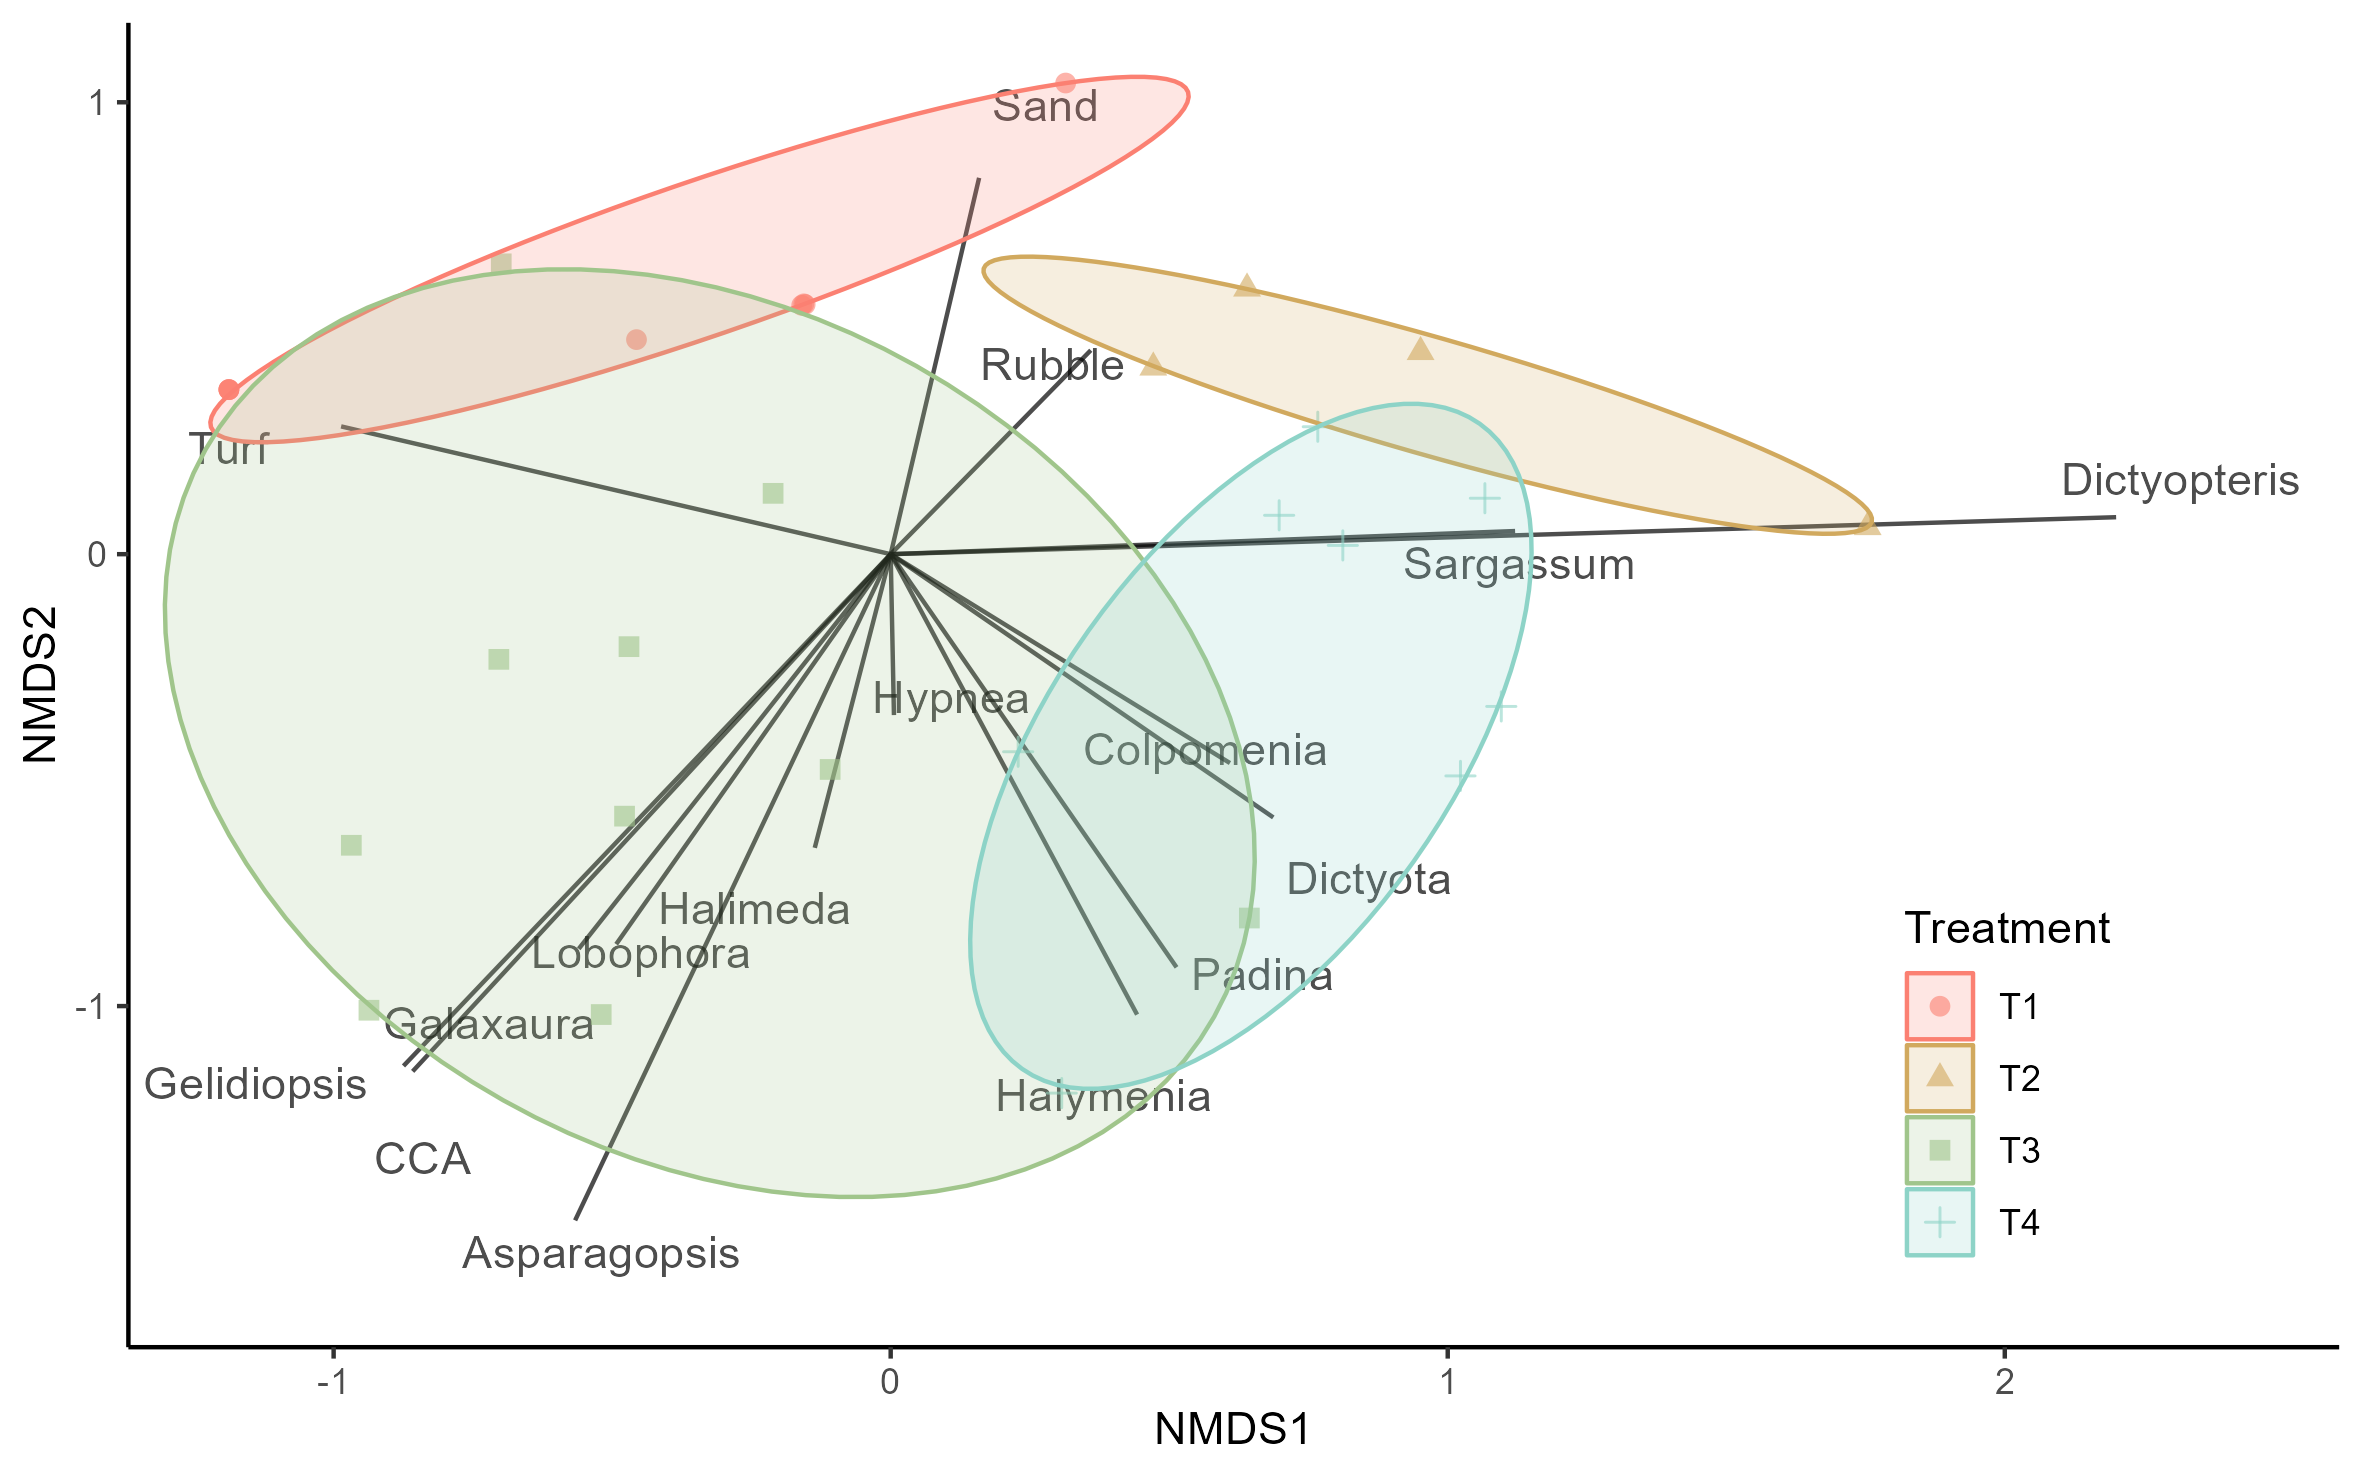 Sand
1
Rubble
Turf
Dictyopteris
0
Sargassum
NMDS2
Hypnea
Colpomenia
Dictyota
Halimeda
Lobophora
Padina
-1
Galaxaura
Gelidiopsis
Halymenia
CCA
Asparagopsis
Treatment
T1
T2
T3
T4
-1
0
1
2
NMDS1